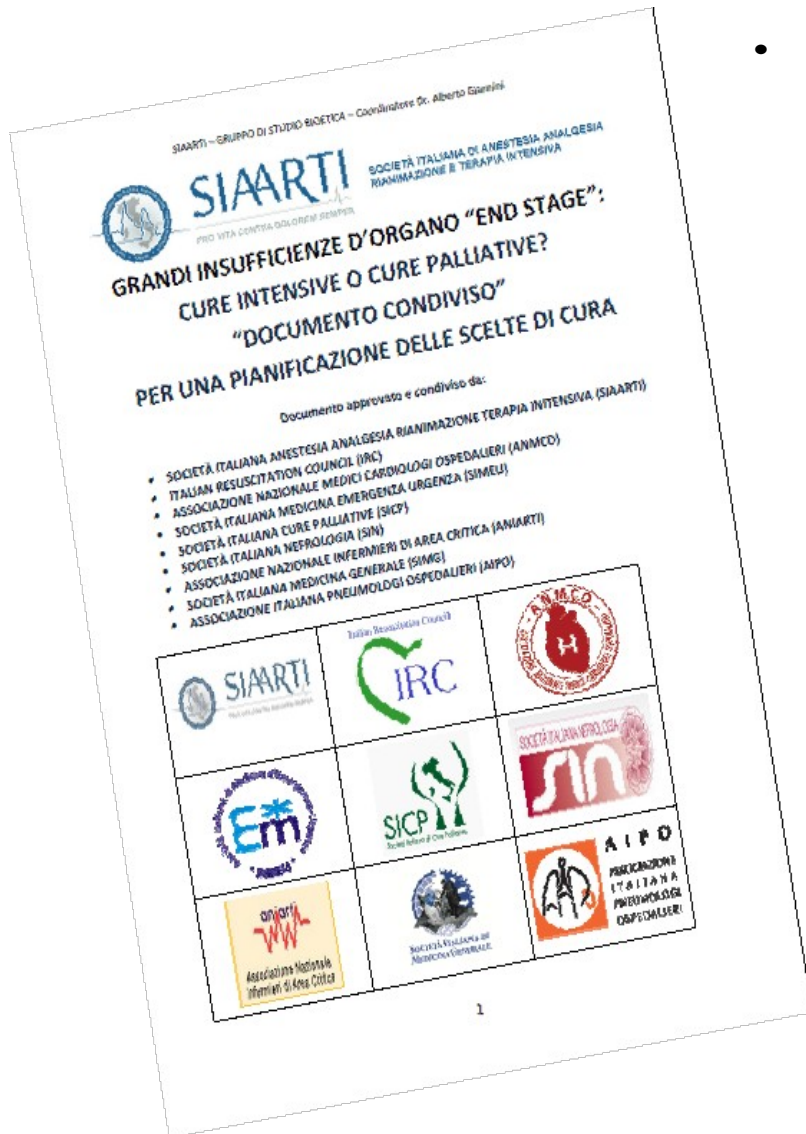 SIAARTI – GRUPPO DI STUDIO BIOETICA – Coordinatore Dr. Alberto Giannini
SIAARTI
PRO VITA CONTRA DOLOREM SEMPER
SOCIETÀ ITALIANA DI ANESTESIA ANALGESIA
RIANIMAZIONE E TERAPIA INTENSIVA
GRANDI INSUFFICIENZE D'ORGANO "END STAGE":
CURE INTENSIVE O CURE PALLIATIVE?
"DOCUMENTO CONDIVISO"
PER UNA PIANIFICAZIONE DELLE SCELTE DI CURA
Documento approvato e condiviso da:
• SOCIETÀ ITALIANA ANESTESIA ANALGESIA RIANIMAZIONE TERAPIA INITENSIVA (SIAARTI)
• ITALIAN RESUSCITATION COUNCIL (IRC)
• ASSOCIAZIONE NAZIONALE MEDICI CARDIOLOGI OSPEDALIERI (ANMCO)
• SOCIETÀ ITALIANA MEDICINA EMERGENZA URGENZA (SIMEU)
• SOCIETÀ ITALIANA CURE PALLIATIVE (SICP)
• SOCIETÀ ITALIANA NEFROLOGIA (SIN)
• ASSOCIAZIONE NAZIONALE INFERMIERI DI AREA CRITICA (ANIARTI)
• SOCIETÀ ITALIANA MEDICINA GENERALE (SIMG)
• ASSOCIAZIONE ITALIANA PNEUMOLOGI OSPEDALIERI (AIPO)
SIAARTI
Italian Resuscitation Council
IRC
A.N.M.C.O.
Em
SICP
Società Italiana di Cure Palliative
SOCIETÀ ITALIANA NEFROLOGIA
sin
aniarti
Associazione Nazionale
Infermieri di Area Critica
SOCIETÀ ITALIANA DI
MEDICINA GENERALE
AIPO
ASSOCIAZIONE
ITALIANA
PNEUMOLOGI
OSPEDALIERI
1